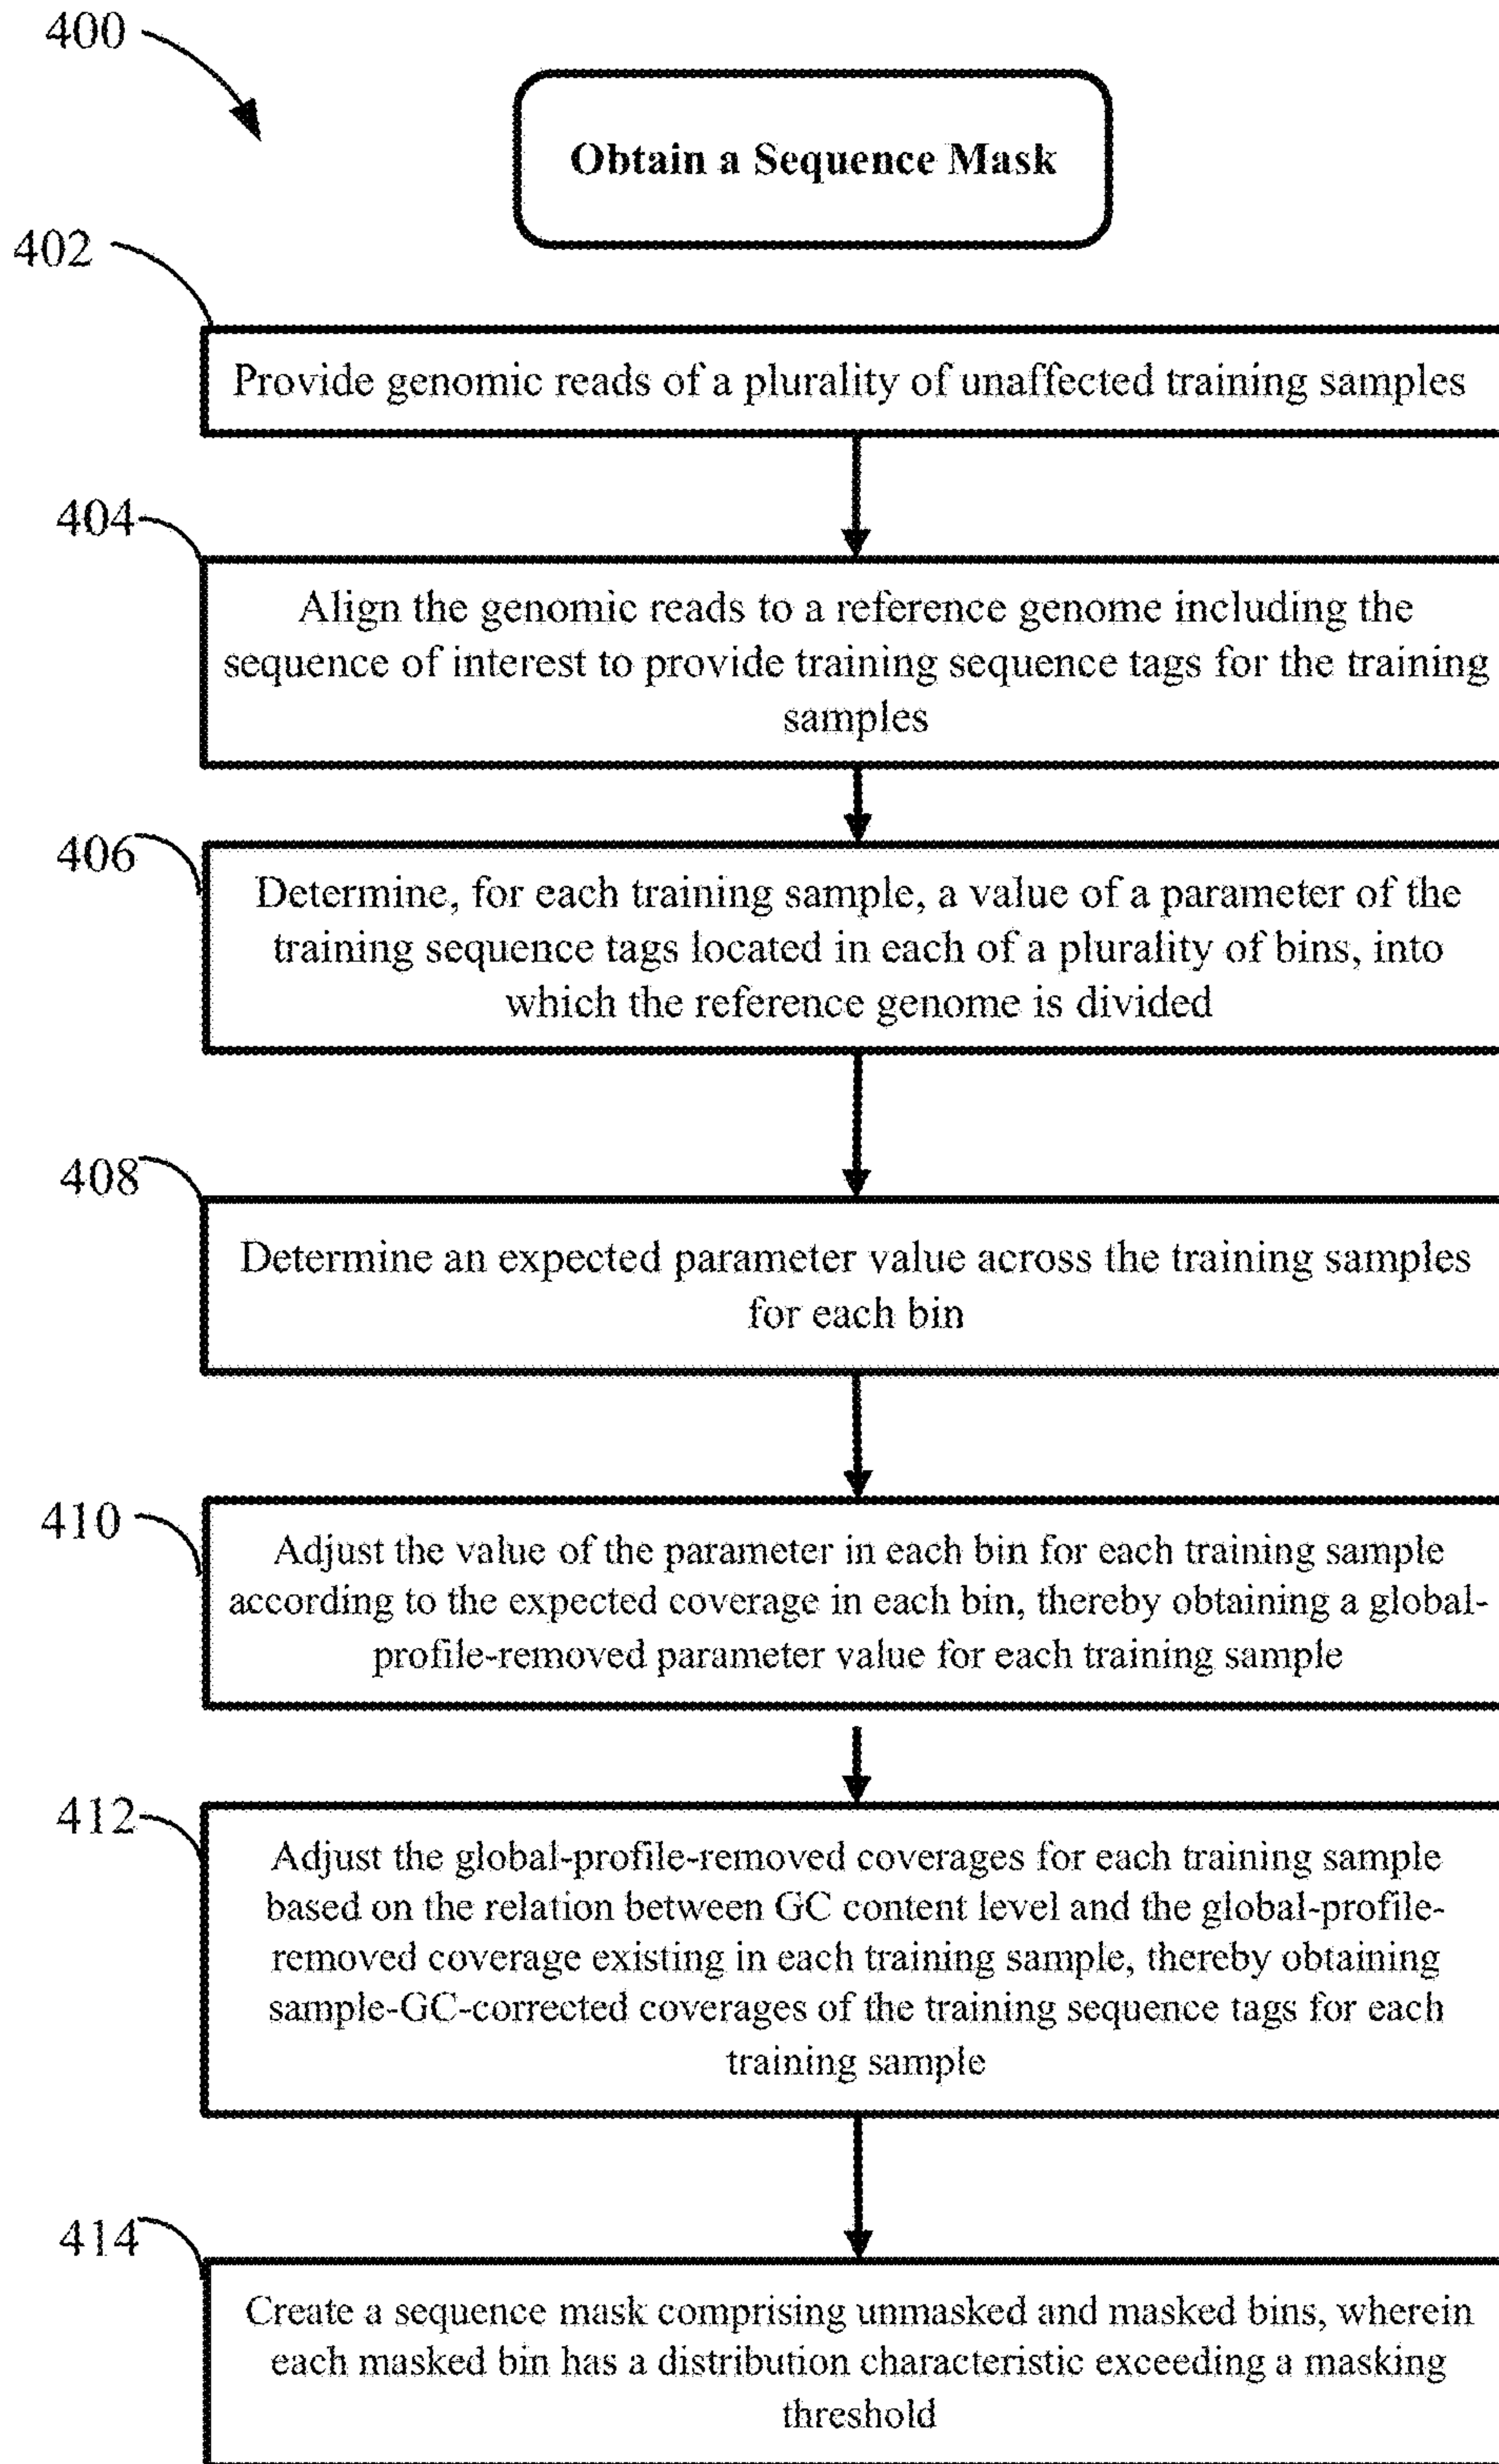 400
Obtain a Sequence Mask
402
Provide genomic reads of a plurality of unaffected training samples
404
Align the genomic reads to a reference genome including the
sequence of interest to provide training sequence tags for the training
samples
406
Determine, for each training sample, a value of a parameter of the
training sequence tags located in each of a plurality of bins, into
which the reference genome is divided
408
Determine an expected parameter value across the training samples
for each bin
410
Adjust the value of the parameter in each bin for each training sample
according to the expected coverage in each bin, thereby obtaining a global-
profile-removed parameter value for each training sample
412
Adjust the global-profile-removed coverages for each training sample
based on the relation between GC content level and the global-profile-
removed coverage existing in each training sample, thereby obtaining
sample-GC-corrected coverages of the training sequence tags for each
training sample
414
Create a sequence mask comprising unmasked and masked bins, wherein
each masked bin has a distribution characteristic exceeding a masking
threshold